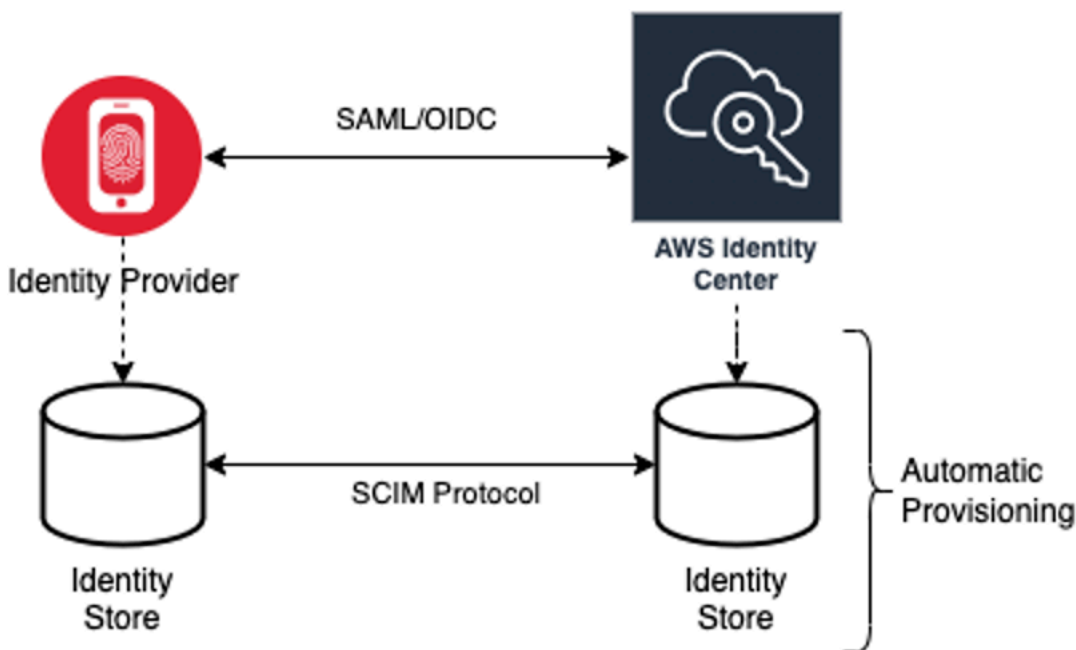 SAML/OIDC
AWS Identity
Center
Identity Provider
SCIM Protocol
Automatic
Provisioning
Identity
Store
Identity
Store